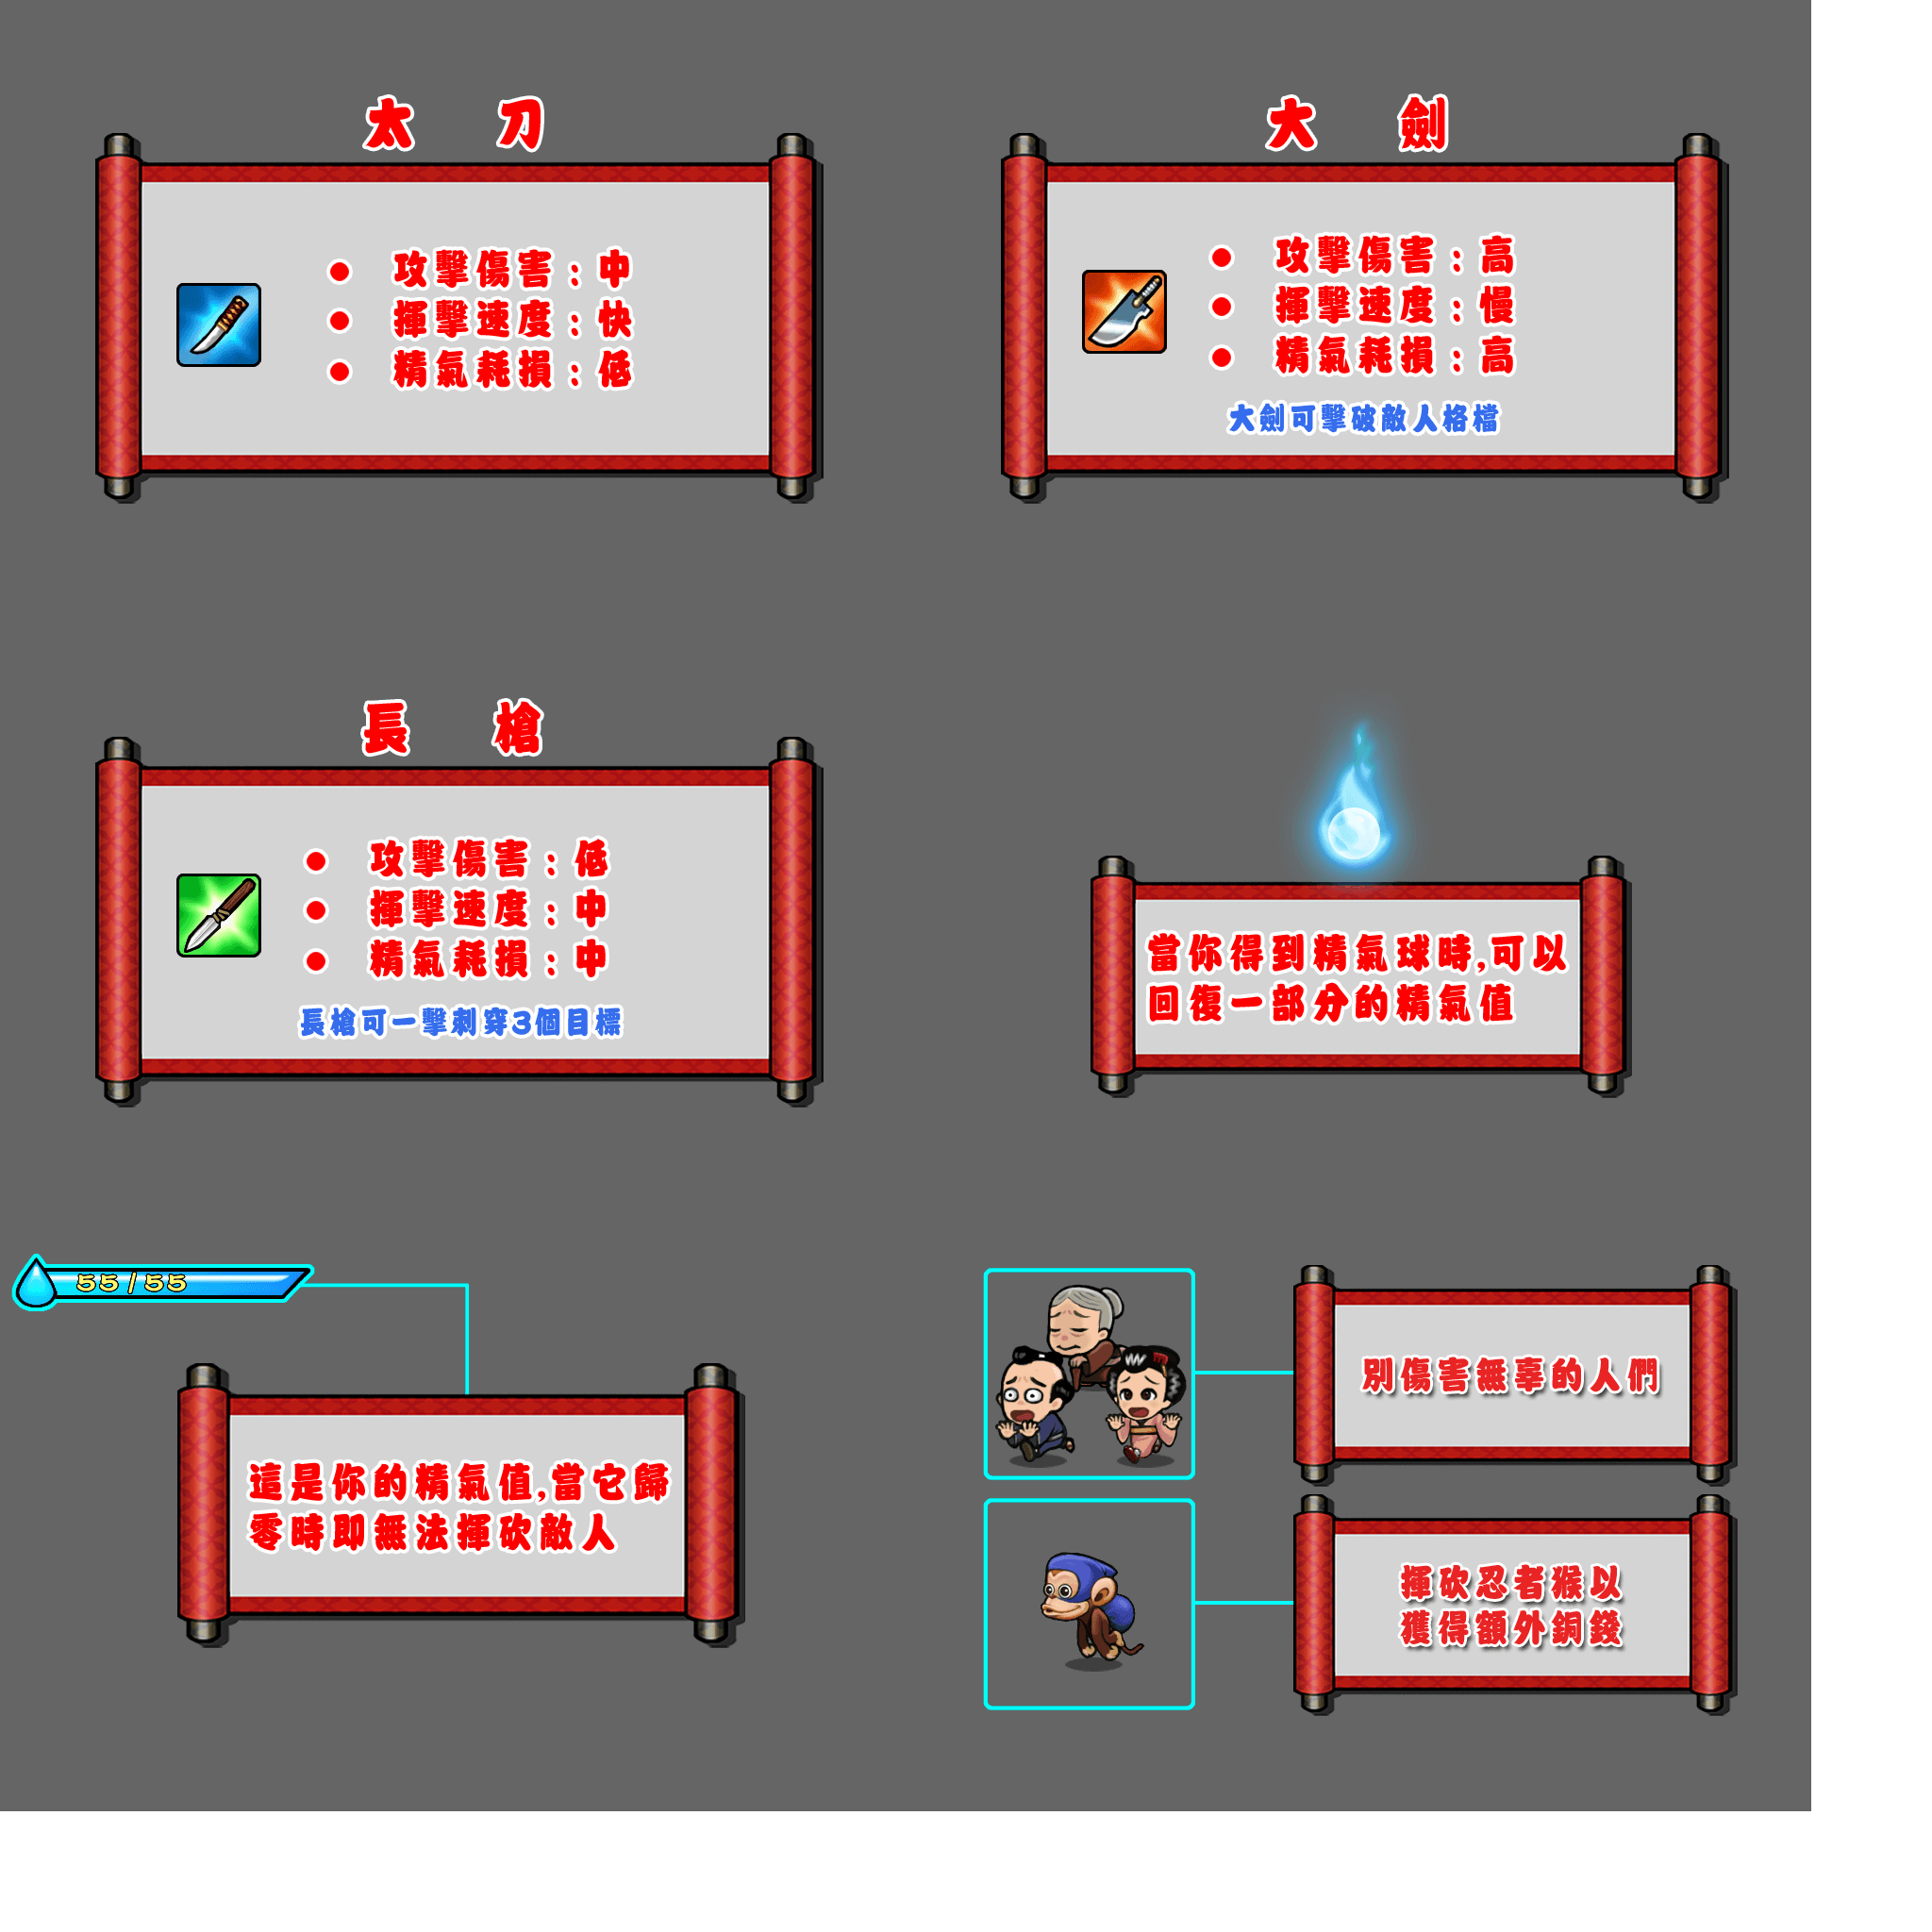 太刀
攻擊傷害:中
揮擊速度:快
精氣耗損:低
大劍
攻擊傷害:高
揮擊速度:慢
精氣耗損:高
大劍可擊破敵人格檔
長槍
攻擊傷害:低
揮擊速度:中
精氣耗損:中
長槍可一擊刺穿3個目標
當你得到精氣球時,可以
回復一部分的精氣值
55/55
這是你的精氣值,當它歸
零時即無法揮砍敵人
別傷害無辜的人們
揮砍忍者猴以
獲得額外銅錢